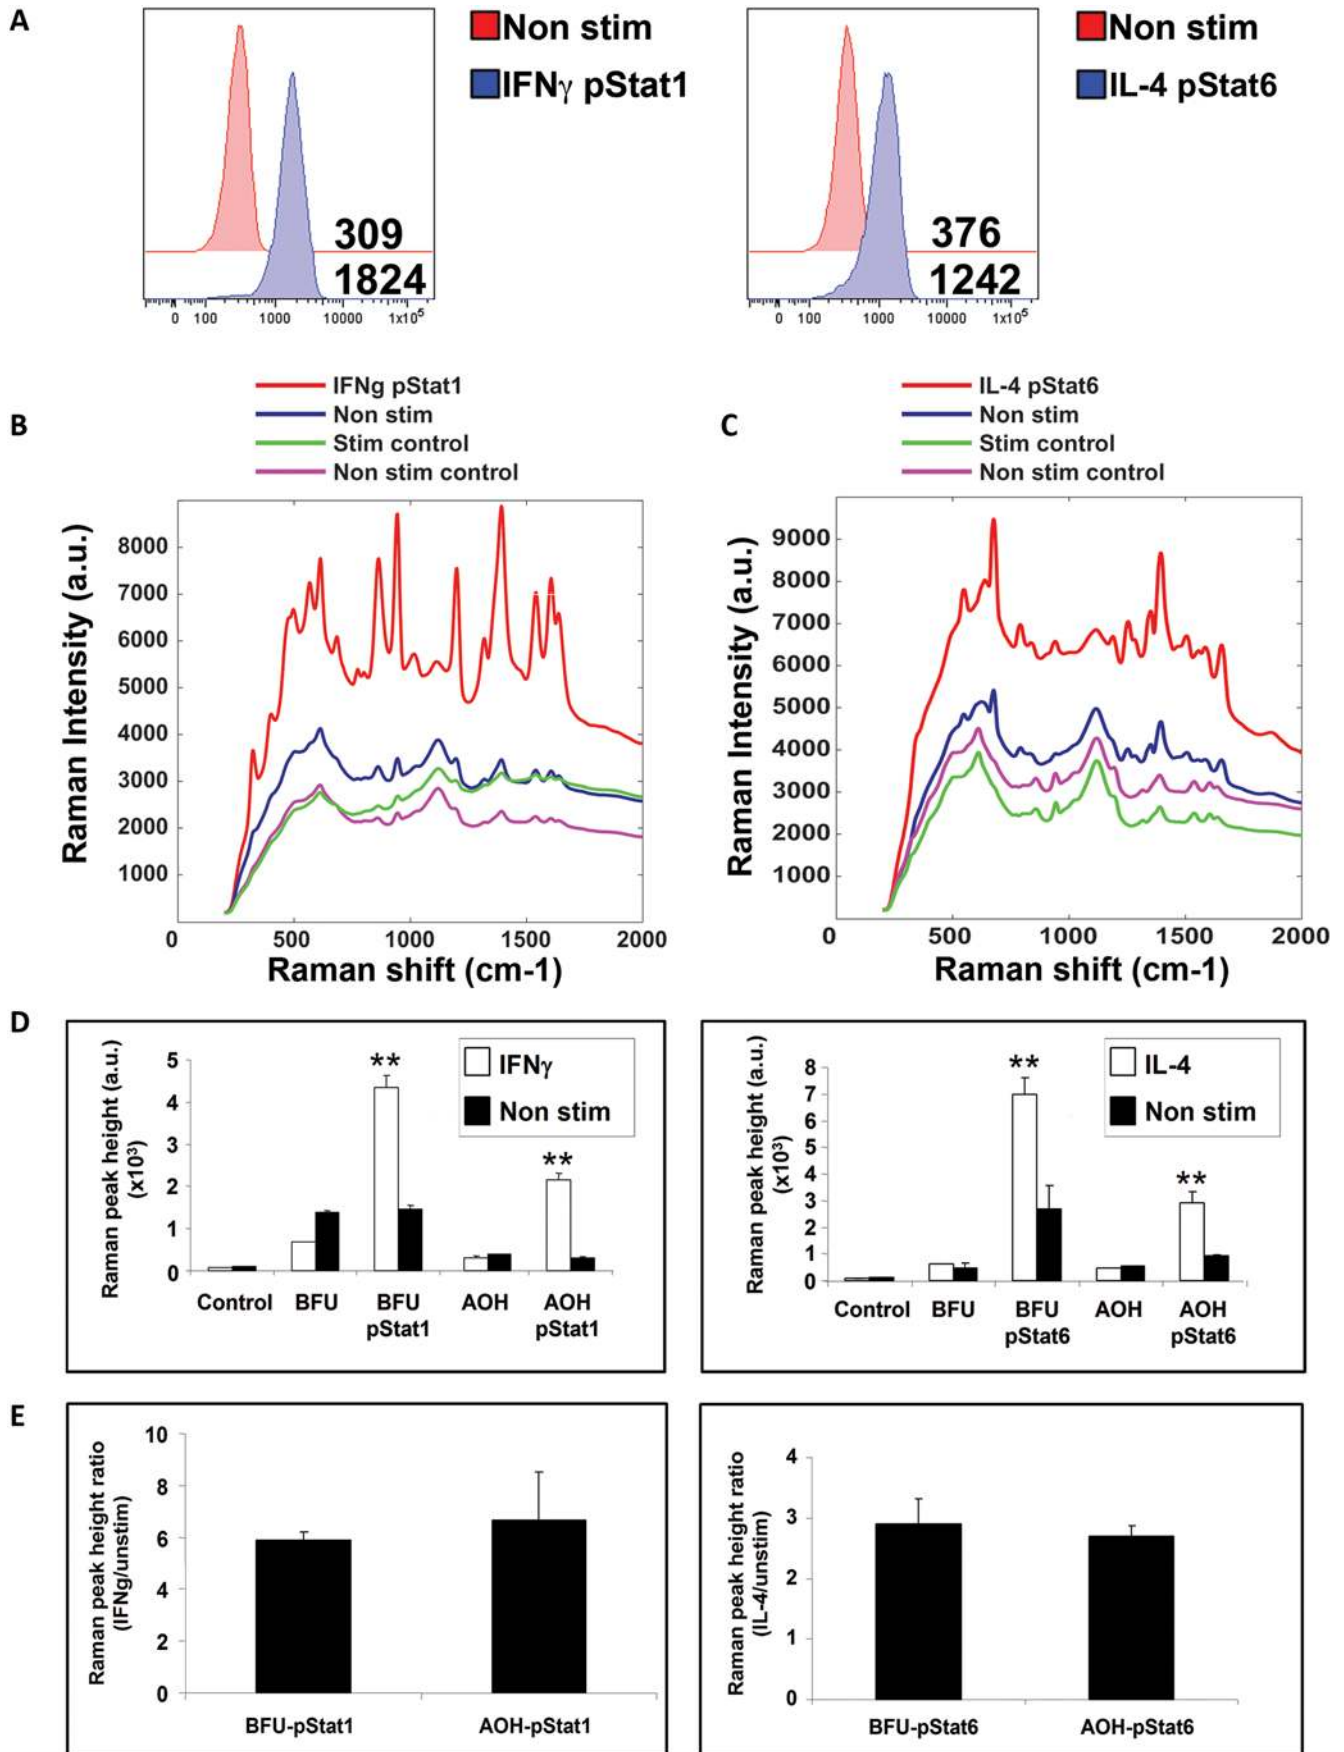 A
Non stim
IFNγ pStat1
309
1824
0 100 1000 10000 1x10⁵
Non stim
IL-4 pStat6
376
1242
0 100 1000 10000 1x10⁵
B
IFNg pStat1
Non stim
Stim control
Non stim control
Raman Intensity (a.u.)
8000
7000
6000
5000
4000
3000
2000
1000
0 500 1000 1500 2000
Raman shift (cm-1)
C
IL-4 pStat6
Non stim
Stim control
Non stim control
Raman Intensity (a.u.)
9000
8000
7000
6000
5000
4000
3000
2000
1000
0 500 1000 1500 2000
Raman shift (cm-1)
D
Raman peak height (a.u.)
(x10³)
5
4
3
2
1
0
**
**
IFNγ
Non stim
Control BFU BFU AOH AOH
pStat1 pStat1
Raman peak height (a.u.)
(x10³)
8
7
6
5
4
3
2
1
0
**
**
IL-4
Non stim
Control BFU BFU AOH AOH
pStat6 pStat6
E
Raman peak height ratio
(IFNg/unstim)
10
8
6
4
2
0
BFU-pStat1 AOH-pStat1
Raman peak height ratio
(IL-4/unstim)
4
3
2
1
0
BFU-pStat6 AOH-pStat6